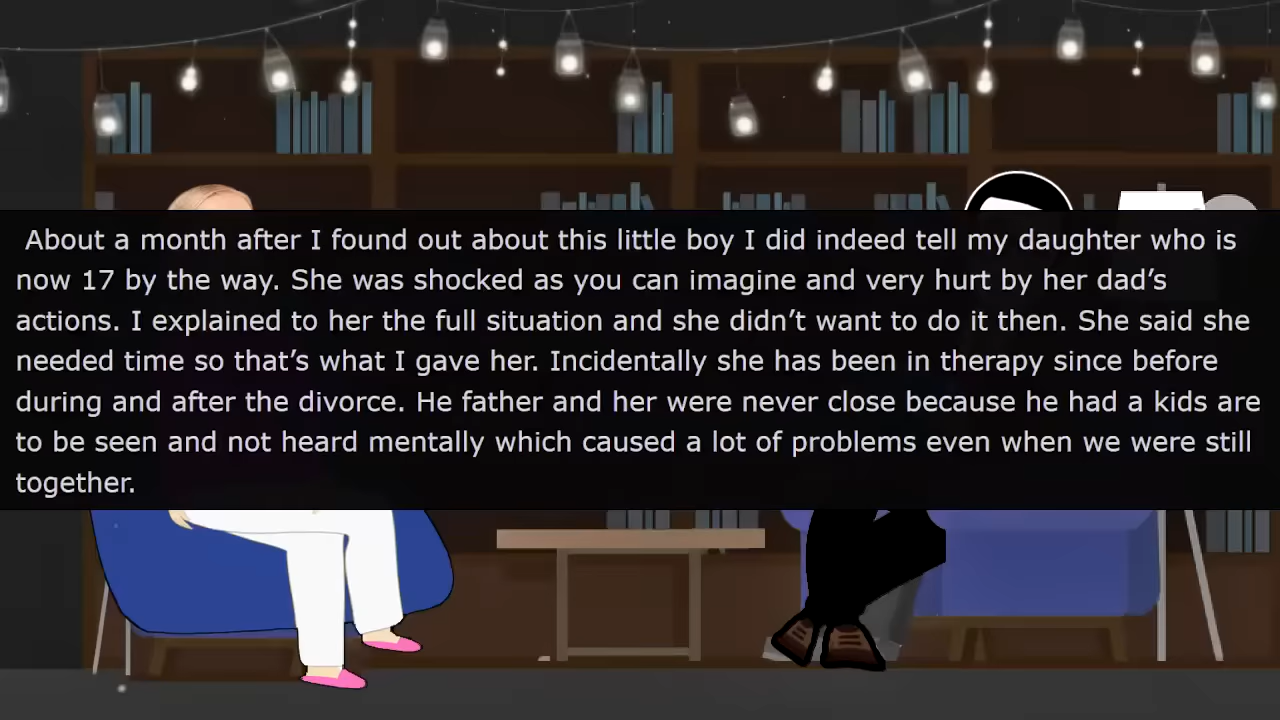 About a month after I found out about this little boy I did indeed tell my daughter who is
now 17 by the way. She was shocked as you can imagine and very hurt by her dad’s
actions. I explained to her the full situation and she didn’t want to do it then. She said she
needed time so that’s what I gave her. Incidentally she has been in therapy since before
during and after the divorce. He father and her were never close because he had a kids are
to be seen and not heard mentally which caused a lot of problems even when we were still
together.